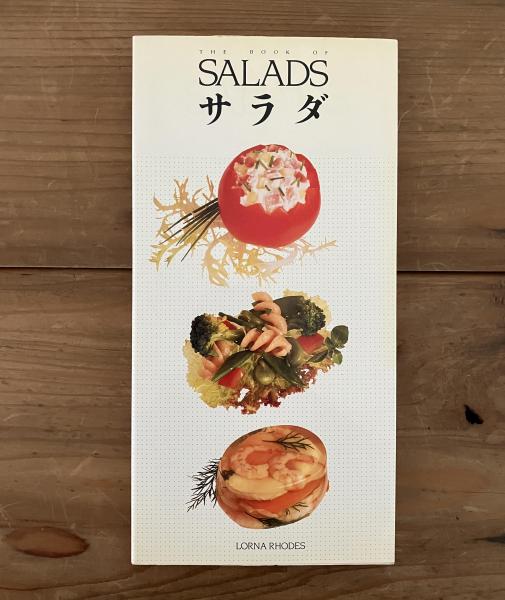 THE BOOK OF
SALADS
サラダ
LORNA RHODES